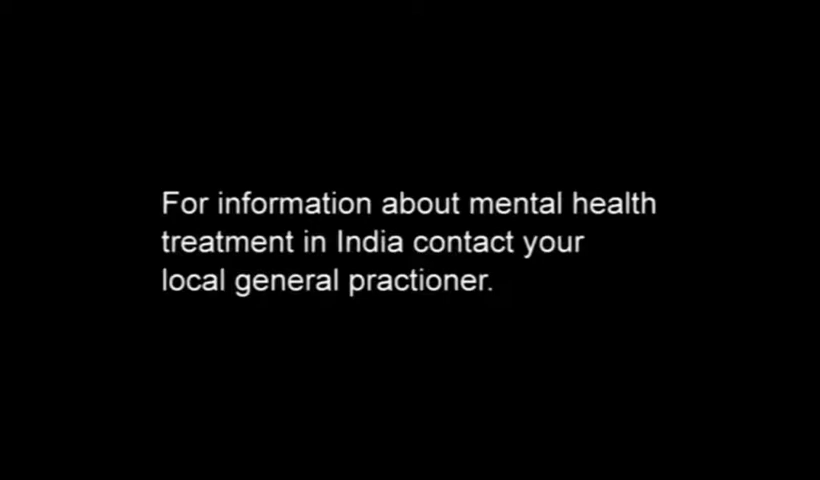 For information about mental health
treatment in India contact your
local general practioner.